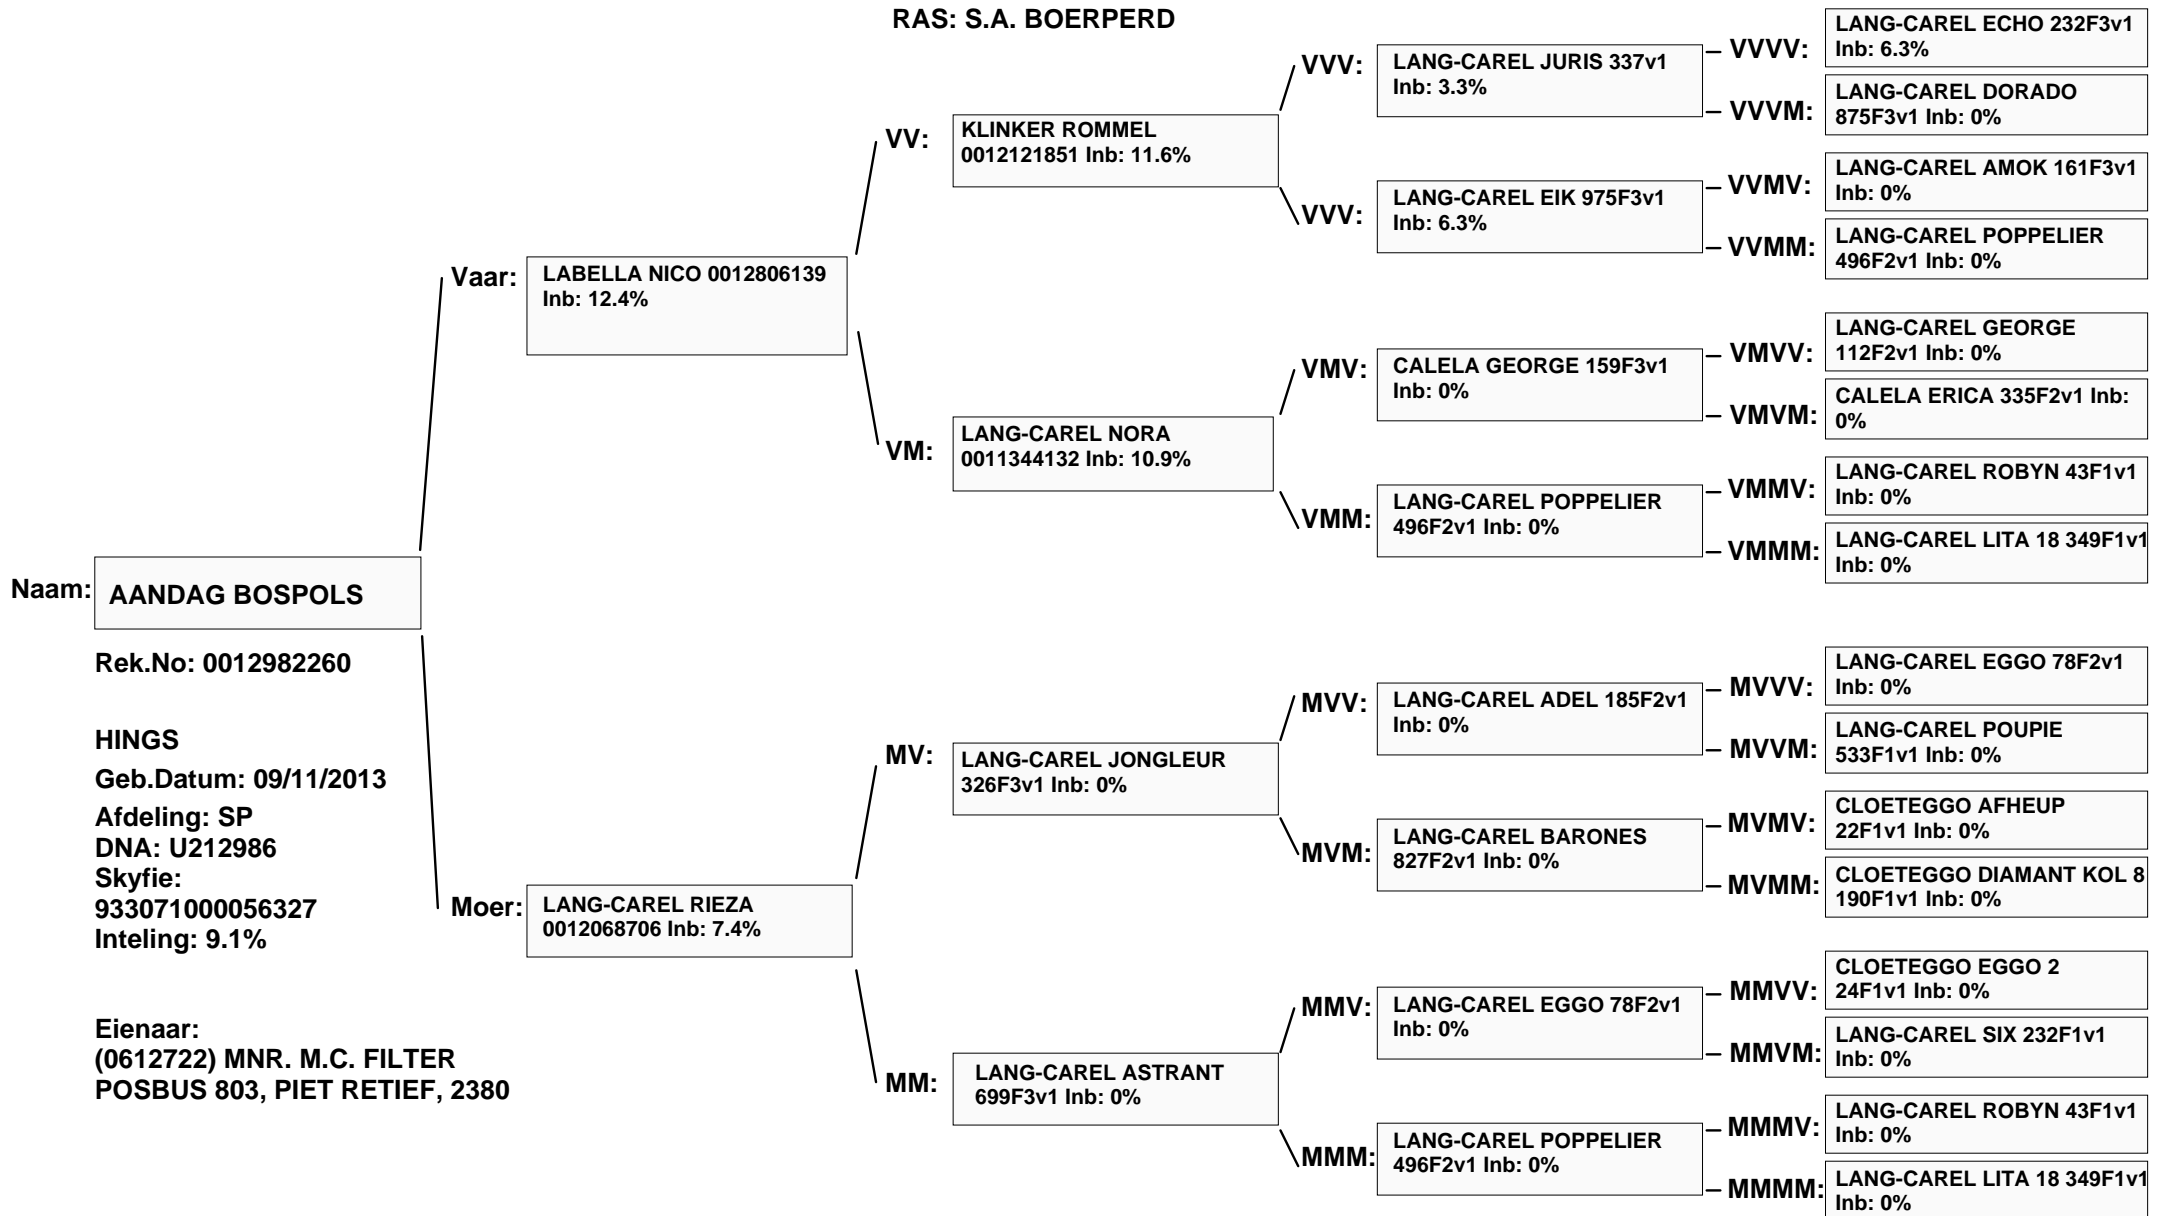 RAS: S.A. BOERPERD
Naam:
AANDAG BOSPOLS
Rek.No: 0012982260
HINGS
Geb.Datum: 09/11/2013
Afdeling: SP
DNA: U212986
Skyfie:
933071000056327
Inteling: 9.1%
Eienaar:
(0612722) MNR. M.C. FILTER
POSBUS 803, PIET RETIEF, 2380
Vaar:
LABELLA NICO 0012806139
Inb: 12.4%
Moer:
LANG-CAREL RIEZA
0012068706 Inb: 7.4%
VV:
KLINKER ROMMEL
0012121851 Inb: 11.6%
VM:
LANG-CAREL NORA
0011344132 Inb: 10.9%
MV:
LANG-CAREL JONGLEUR
326F3v1 Inb: 0%
MM:
LANG-CAREL ASTRANT
699F3v1 Inb: 0%
VVV:
LANG-CAREL JURIS 337v1
Inb: 3.3%
VVV:
LANG-CAREL EIK 975F3v1
Inb: 6.3%
VMV:
CALELA GEORGE 159F3v1
Inb: 0%
VMM:
LANG-CAREL POPPELIER
496F2v1 Inb: 0%
MVV:
LANG-CAREL ADEL 185F2v1
Inb: 0%
MVM:
LANG-CAREL BARONES
827F2v1 Inb: 0%
MMV:
LANG-CAREL EGGO 78F2v1
Inb: 0%
MMM:
LANG-CAREL POPPELIER
496F2v1 Inb: 0%
VVVV:
LANG-CAREL ECHO 232F3v1
Inb: 6.3%
VVVM:
LANG-CAREL DORADO
875F3v1 Inb: 0%
VVMV:
LANG-CAREL AMOK 161F3v1
Inb: 0%
VVMM:
LANG-CAREL POPPELIER
496F2v1 Inb: 0%
VMVV:
LANG-CAREL GEORGE
112F2v1 Inb: 0%
VMVM:
CALELA ERICA 335F2v1 Inb:
0%
VMMV:
LANG-CAREL ROBYN 43F1v1
Inb: 0%
VMMM:
LANG-CAREL LITA 18 349F1v1
Inb: 0%
MVVV:
LANG-CAREL EGGO 78F2v1
Inb: 0%
MVVM:
LANG-CAREL POUPIE
533F1v1 Inb: 0%
MVMV:
CLOETEGGO AFHEUP
22F1v1 Inb: 0%
MVMM:
CLOETEGGO DIAMANT KOL 8
190F1v1 Inb: 0%
MMVV:
CLOETEGGO EGGO 2
24F1v1 Inb: 0%
MMVM:
LANG-CAREL SIX 232F1v1
Inb: 0%
MMMV:
LANG-CAREL ROBYN 43F1v1
Inb: 0%
MMMM:
LANG-CAREL LITA 18 349F1v1
Inb: 0%